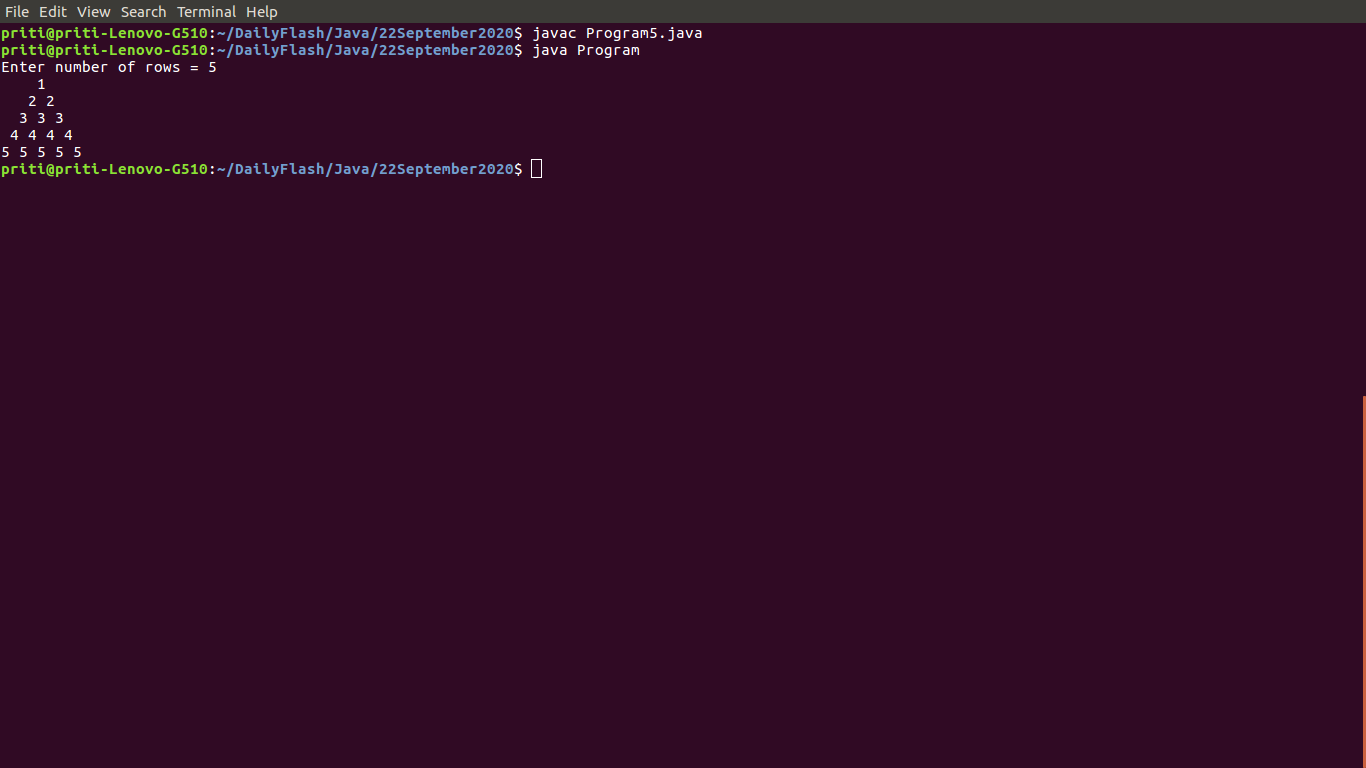 File Edit View Search Terminal Help
priti@priti-Lenovo-G510:~/DailyFlash/Java/22September2020$ javac Program5.java
priti@priti-Lenovo-G510:~/DailyFlash/Java/22September2020$ java Program
Enter number of rows = 5
    1
   2 2
  3 3 3
 4 4 4 4
5 5 5 5 5
priti@priti-Lenovo-G510:~/DailyFlash/Java/22September2020$